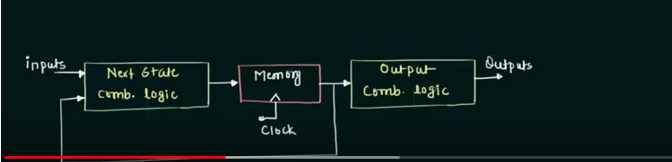 inputs
Next State
Comb. logic
Memory
Clock
Output
Comb. logic
Outputs